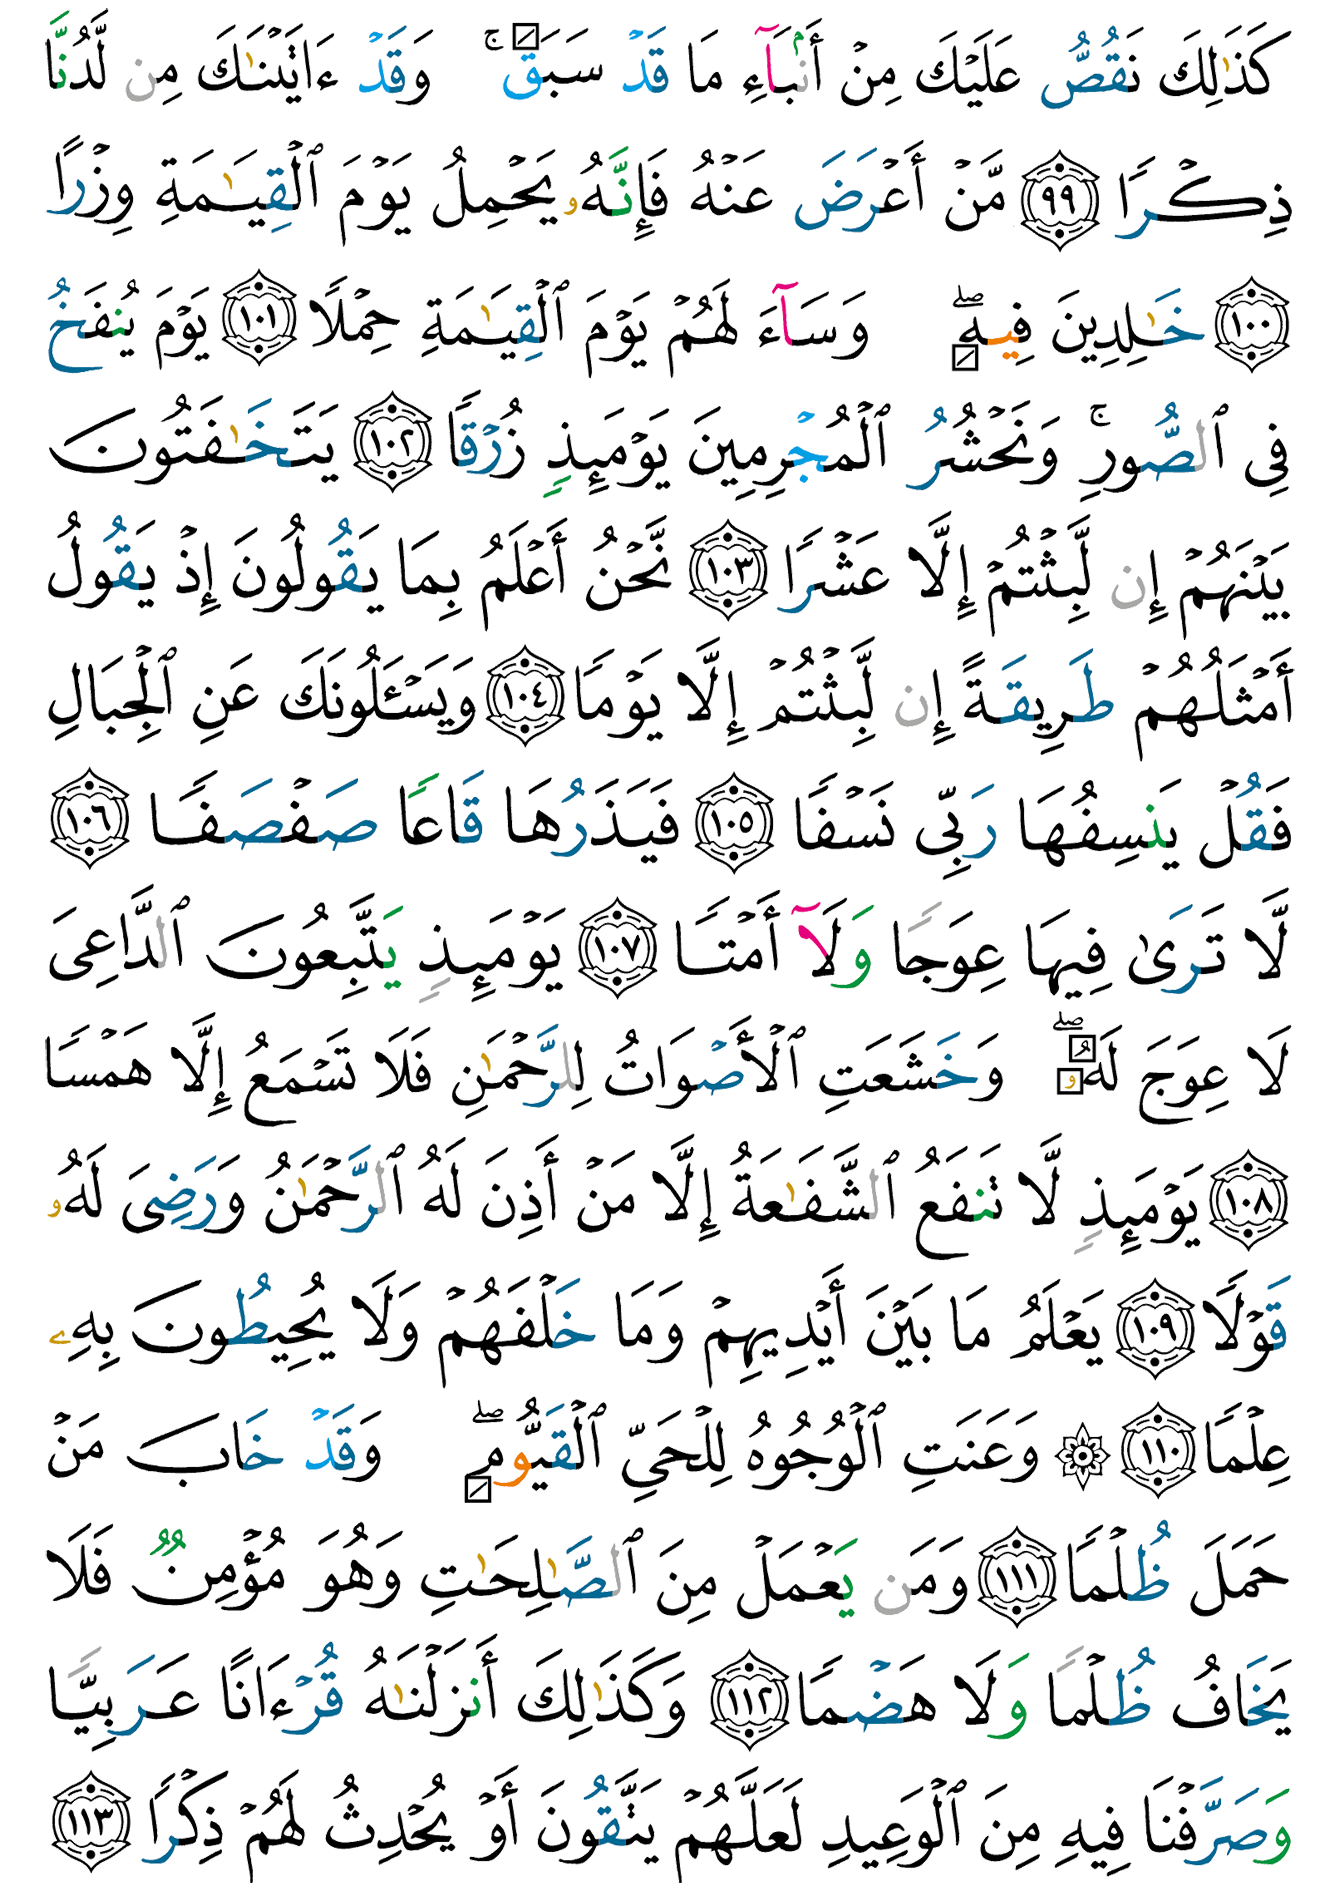 كَذَٰلِكَ نَقُصُّ عَلَيۡكَ مِنۡ أَنۢبَآءِ مَا قَدۡ سَبَقَۚ وَقَدۡ ءَاتَيۡنَٰكَ مِن لَّدُنَّا
ذِكۡرٗا ٩٩ مَّنۡ أَعۡرَضَ عَنۡهُ فَإِنَّهُۥ يَحۡمِلُ يَوۡمَ ٱلۡقِيَٰمَةِ وِزۡرًا
١٠٠ خَٰلِدِينَ فِيهِۖ وَسَآءَ لَهُمۡ يَوۡمَ ٱلۡقِيَٰمَةِ حِمۡلٗا ١٠١ يَوۡمَ يُنفَخُ
فِي ٱلصُّورِۚ وَنَحۡشُرُ ٱلۡمُجۡرِمِينَ يَوۡمَئِذٖ زُرۡقٗا ١٠٢ يَتَخَٰفَتُونَ
بَيۡنَهُمۡ إِن لَّبِثۡتُمۡ إِلَّا عَشۡرٗا ١٠٣ نَّحۡنُ أَعۡلَمُ بِمَا يَقُولُونَ إِذۡ يَقُولُ
أَمۡثَلُهُمۡ طَرِيقَةً إِن لَّبِثۡتُمۡ إِلَّا يَوۡمٗا ١٠٤ وَيَسۡـَٔلُونَكَ عَنِ ٱلۡجِبَالِ
فَقُلۡ يَنسِفُهَا رَبِّي نَسۡفٗا ١٠٥ فَيَذَرُهَا قَاعٗا صَفۡصَفٗا ١٠٦
لَّا تَرَىٰ فِيهَا عِوَجٗا وَلَآ أَمۡتٗا ١٠٧ يَوۡمَئِذٖ يَتَّبِعُونَ ٱلدَّاعِيَ
لَا عِوَجَ لَهُۥۖ وَخَشَعَتِ ٱلۡأَصۡوَاتُ لِلرَّحۡمَٰنِ فَلَا تَسۡمَعُ إِلَّا هَمۡسٗا
١٠٨ يَوۡمَئِذٖ لَّا تَنفَعُ ٱلشَّفَٰعَةُ إِلَّا مَنۡ أَذِنَ لَهُ ٱلرَّحۡمَٰنُ وَرَضِيَ لَهُۥ
قَوۡلٗا ١٠٩ يَعۡلَمُ مَا بَيۡنَ أَيۡدِيهِمۡ وَمَا خَلۡفَهُمۡ وَلَا يُحِيطُونَ بِهِۦ
عِلۡمٗا ١١٠ ۞ وَعَنَتِ ٱلۡوُجُوهُ لِلۡحَيِّ ٱلۡقَيُّومِۖ وَقَدۡ خَابَ مَنۡ
حَمَلَ ظُلۡمٗا ١١١ وَمَن يَعۡمَلۡ مِنَ ٱلصَّٰلِحَٰتِ وَهُوَ مُؤۡمِنٞ فَلَا
يَخَافُ ظُلۡمٗا وَلَا هَضۡمٗا ١١٢ وَكَذَٰلِكَ أَنزَلۡنَٰهُ قُرۡءَانًا عَرَبِيّٗا
وَصَرَّفۡنَا فِيهِ مِنَ ٱلۡوَعِيدِ لَعَلَّهُمۡ يَتَّقُونَ أَوۡ يُحۡدِثُ لَهُمۡ ذِكۡرٗا ١١٣